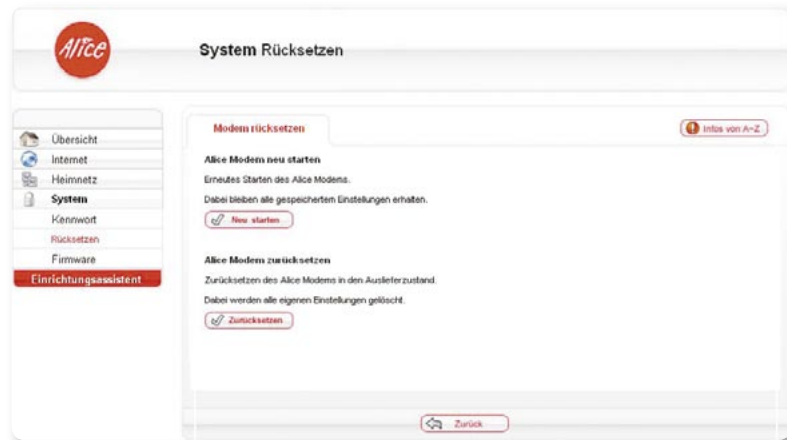 Alice
System Rücksetzen
Übersicht
Internet
Heimnetz
System
Kennwort
Rücksetzen
Firmware
Einrichtungsassistent
Modem rücksetzen
Infos von A-Z
Alice Modem neu starten
Erneutes Starten des Alice Modems.
Dabei bleiben alle gespeichertem Einstellungen erhalten.
Neu starten
Alice Modem zurücksetzen
Zurücksetzen des Alice Modems in den Auslieferzustand.
Dabei werden alle eigenen Einstellungen gelöscht.
Zurücksetzen
Zurück